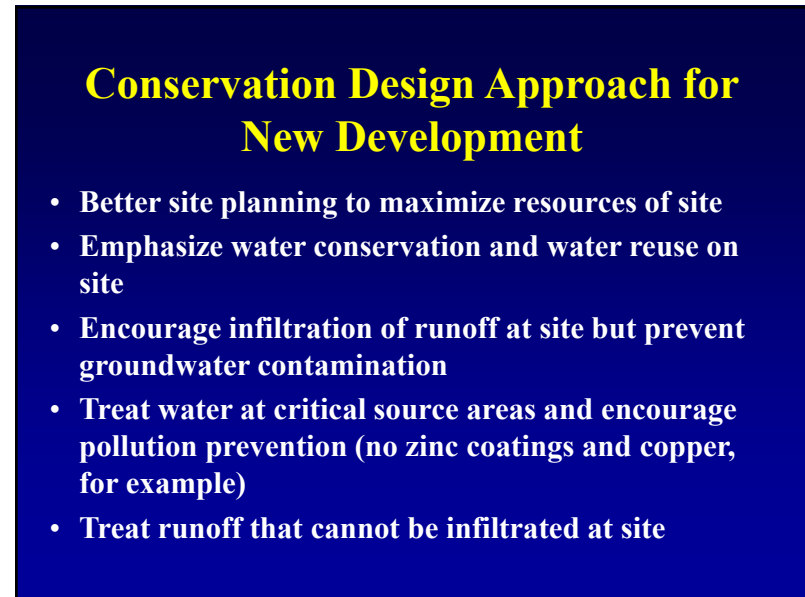 Conservation Design Approach for
New Development
• Better site planning to maximize resources of site
• Emphasize water conservation and water reuse on
site
• Encourage infiltration of runoff at site but prevent
groundwater contamination
• Treat water at critical source areas and encourage
pollution prevention (no zinc coatings and copper,
for example)
• Treat runoff that cannot be infiltrated at site